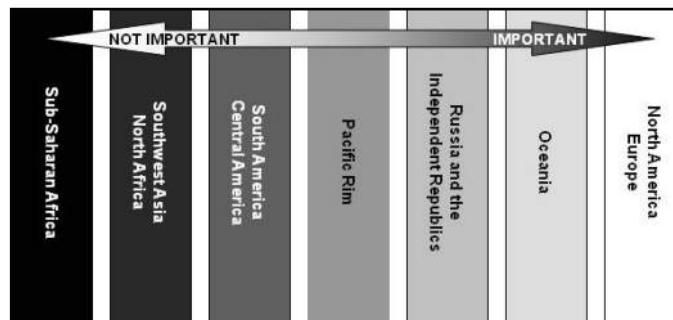 NOT IMPORTANT
IMPORTANT
Sub-Saharan Africa
Southwest Asia
North Africa
South America
Central America
Pacific Rim
Russia and the
Independent Republics
Oceania
North America
Europe